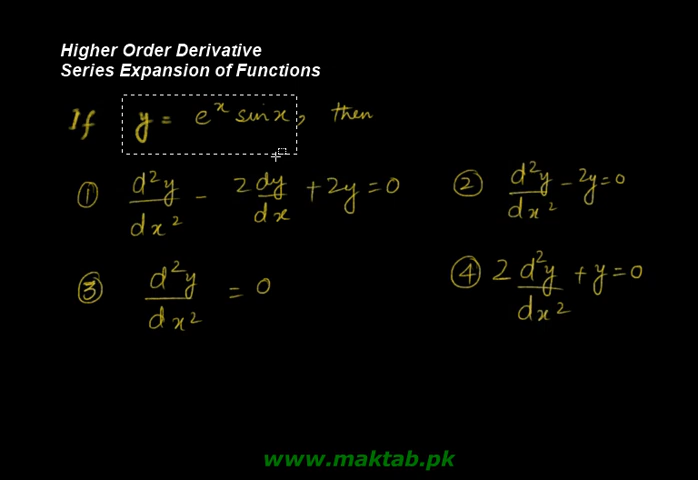 Higher Order Derivative
Series Expansion of Functions
If y = e^x sin x, then
① d²y/dx² - 2 dy/dx + 2y = 0
② d²y/dx² - 2y = 0
③ d²y/dx² = 0
④ 2 d²y/dx² + y = 0
www.maktab.pk